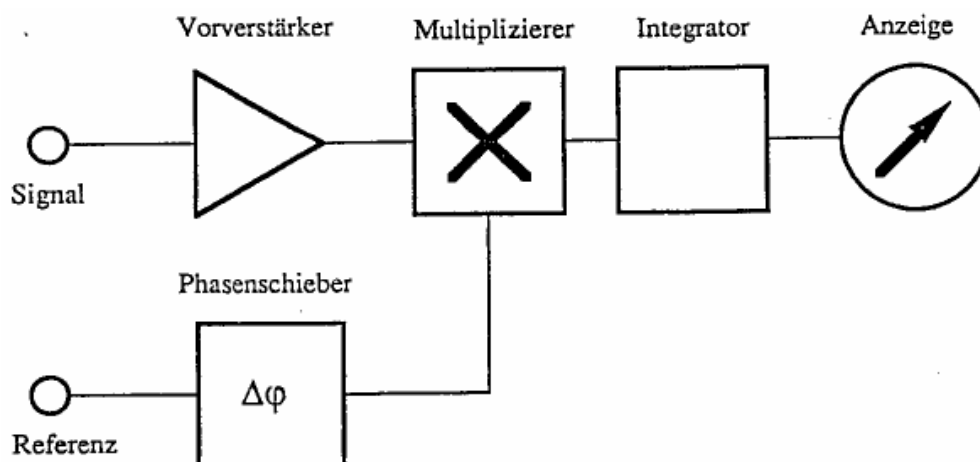 Vorverstärker
Multiplizierer
Integrator
Anzeige
Signal
Phasenschieber
Δφ
Referenz